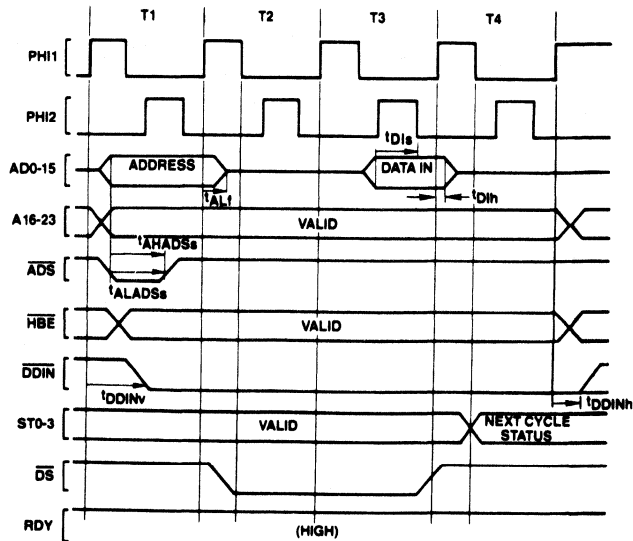 T1 T2 T3 T4
PHI1
PHI2
tDIs
AD0-15 ADDRESS DATA IN
tALf tDIh
A16-23 VALID
tAHADSs
ADS
tALADSs
HBE VALID
DDIN
tDDINv tDDINh
ST0-3 VALID NEXT CYCLE
STATUS
DS
RDY (HIGH)